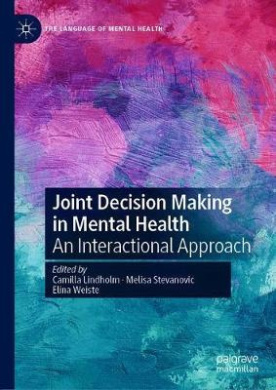 THE LANGUAGE OF MENTAL HEALTH
Joint Decision Making
in Mental Health
An Interactional Approach
Edited by
Camilla Lindholm · Melisa Stevanovic
Elina Weiste
palgrave
macmillan